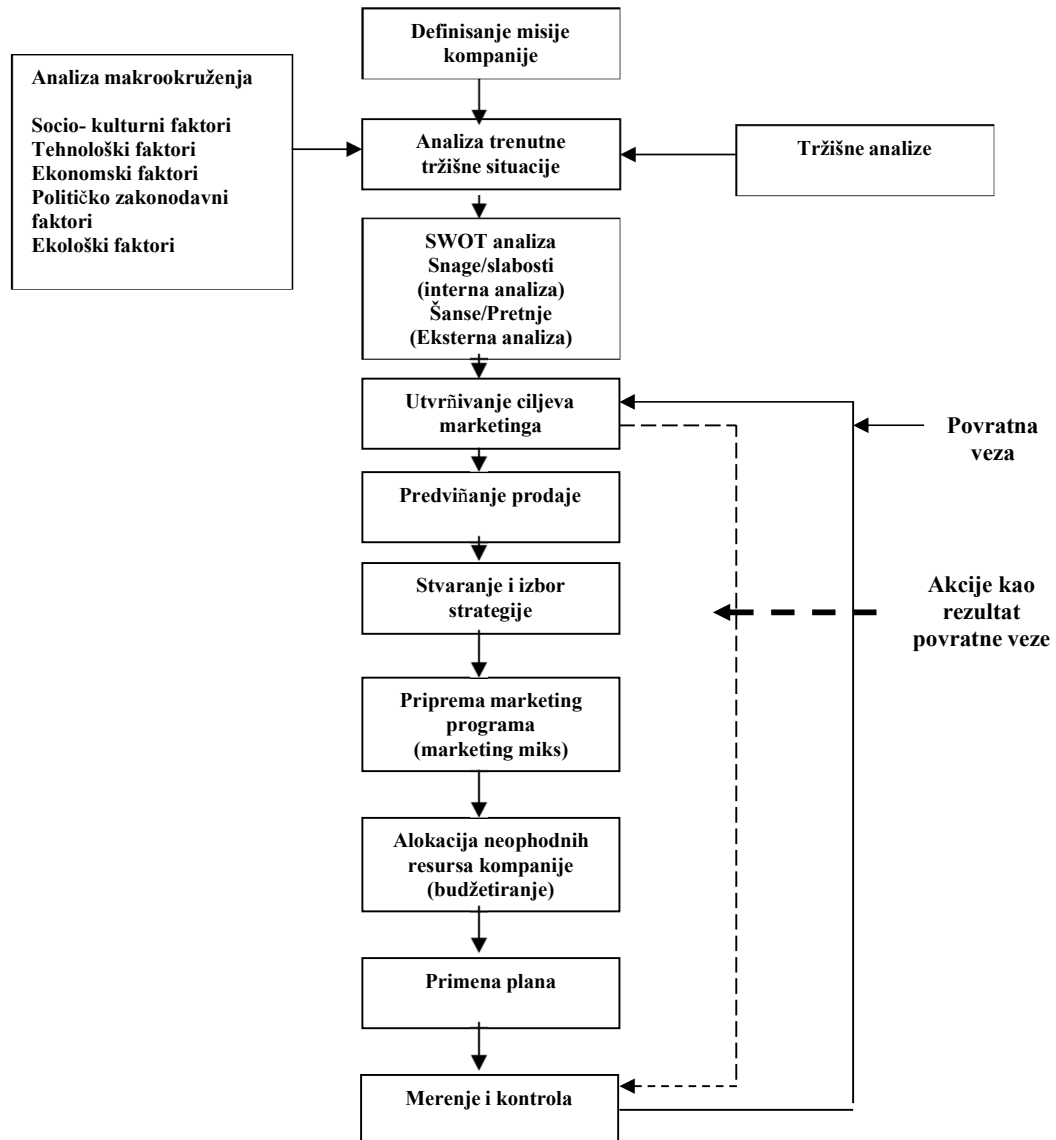 Definisanje misije
kompanije
Analiza makrookruženja
Socio- kulturni faktori
Tehnološki faktori
Ekonomski faktori
Političko zakonodavni
faktori
Ekološki faktori
Analiza trenutne
tržišne situacije
Tržišne analize
SWOT analiza
Snage/slabosti
(interna analiza)
Šanse/Pretnje
(Eksterna analiza)
Utvrñivanje ciljeva
marketinga
Povratna
veza
Predviñanje prodaje
Stvaranje i izbor
strategije
Akcije kao
rezultat
povratne veze
Priprema marketing
programa
(marketing miks)
Alokacija neophodnih
resursa kompanije
(budžetiranje)
Primena plana
Merenje i kontrola